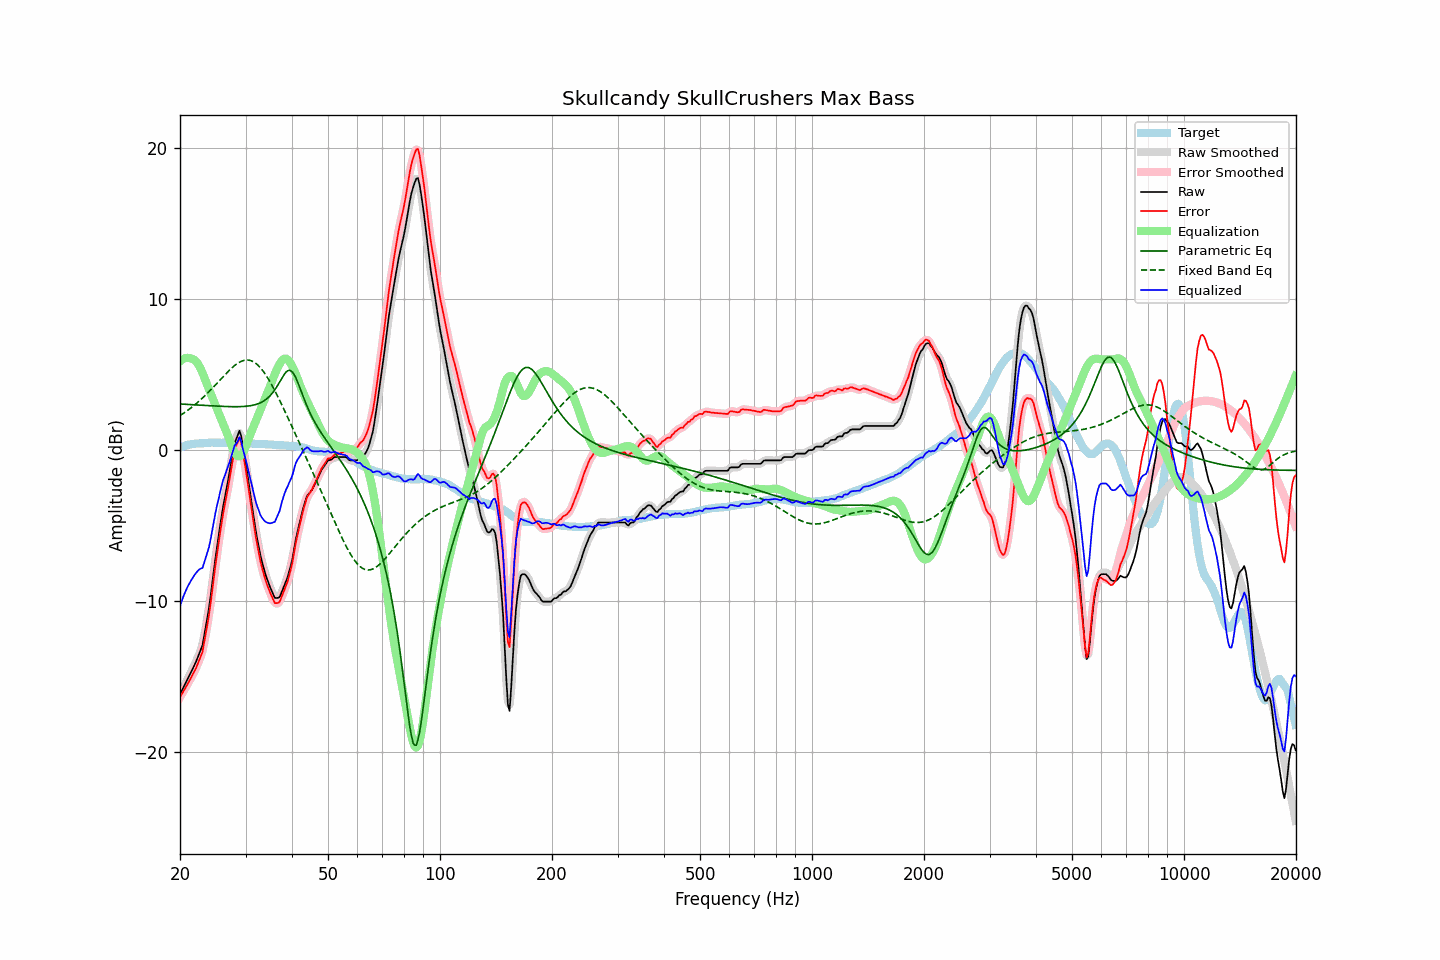 Skullcandy SkullCrushers Max Bass
Target
Raw Smoothed
Error Smoothed
Raw
Error
Equalization
Parametric Eq
Fixed Band Eq
Equalized
20
10
0
−10
−20
Amplitude (dBr)
20 50 100 200 500 1000 2000 5000 10000 20000
Frequency (Hz)